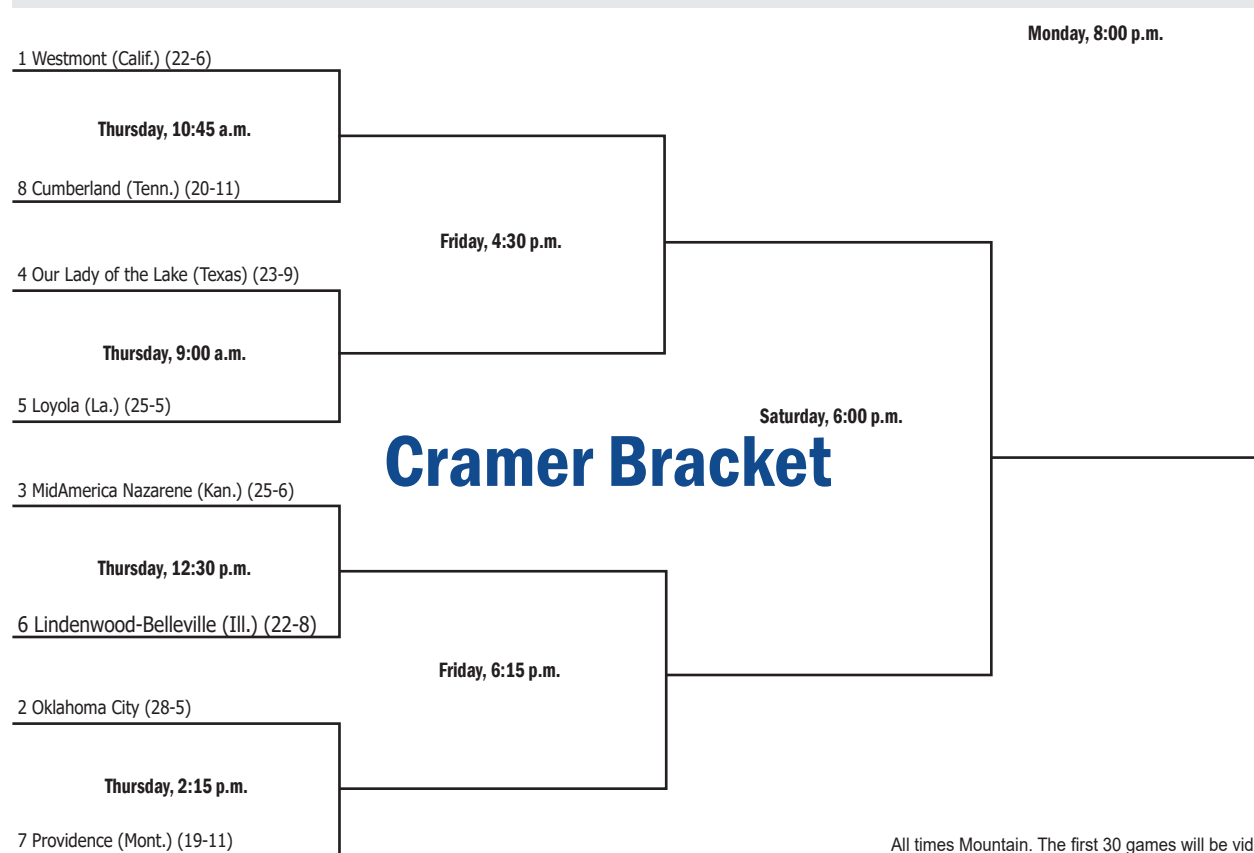 Monday, 8:00 p.m.
1 Westmont (Calif.) (22-6)
Thursday, 10:45 a.m.
8 Cumberland (Tenn.) (20-11)
Friday, 4:30 p.m.
4 Our Lady of the Lake (Texas) (23-9)
Thursday, 9:00 a.m.
5 Loyola (La.) (25-5)
Saturday, 6:00 p.m.
Cramer Bracket
3 MidAmerica Nazarene (Kan.) (25-6)
Thursday, 12:30 p.m.
6 Lindenwood-Belleville (Ill.) (22-8)
Friday, 6:15 p.m.
2 Oklahoma City (28-5)
Thursday, 2:15 p.m.
7 Providence (Mont.) (19-11)
All times Mountain. The first 30 games will be vid